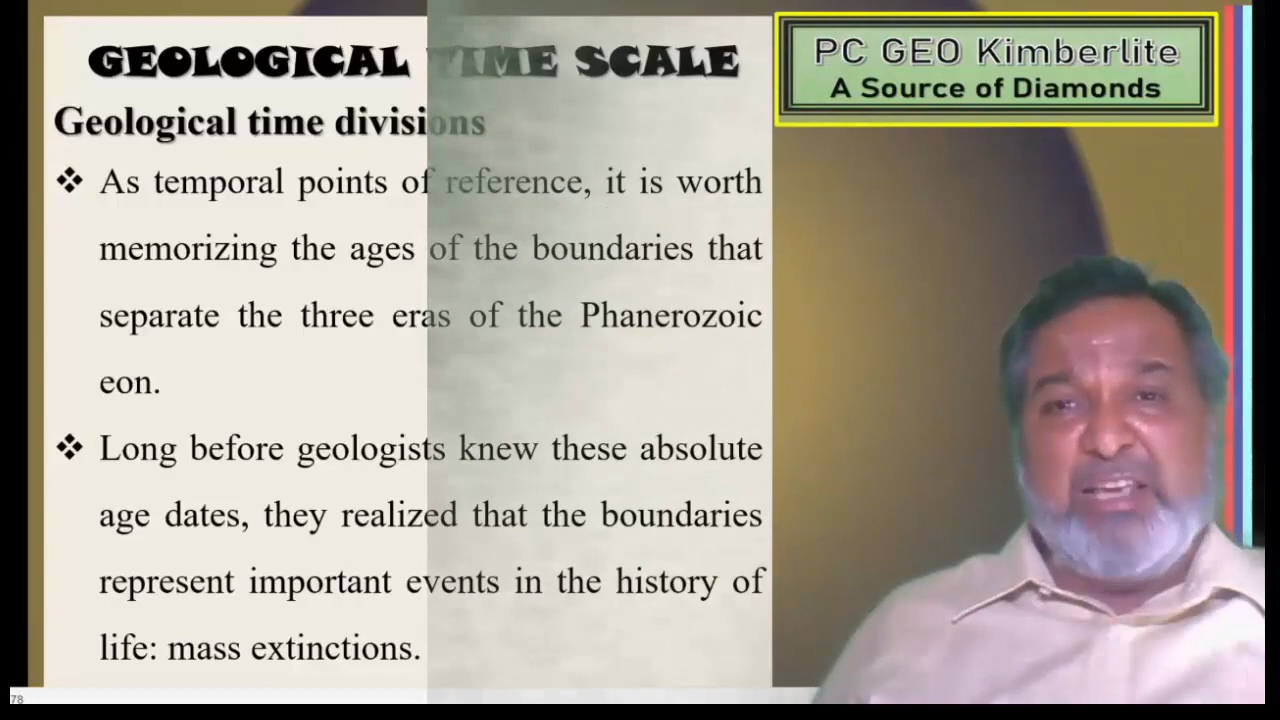 GEOLOGICAL TIME SCALE
PC GEO Kimberlite
A Source of Diamonds
Geological time divisions
❖ As temporal points of reference, it is worth
memorizing the ages of the boundaries that
separate the three eras of the Phanerozoic
eon.
❖ Long before geologists knew these absolute
age dates, they realized that the boundaries
represent important events in the history of
life: mass extinctions.
78